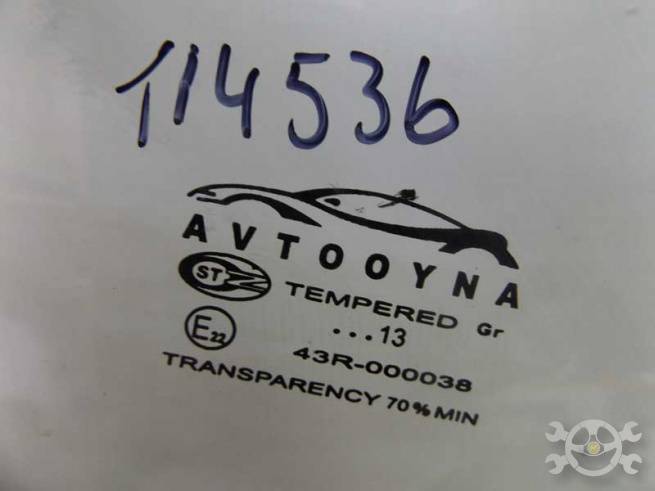 114536
AVTOOYNA
ST
TEMPERED Gr
...13
E22
43R-000038
TRANSPARENCY 70% MIN